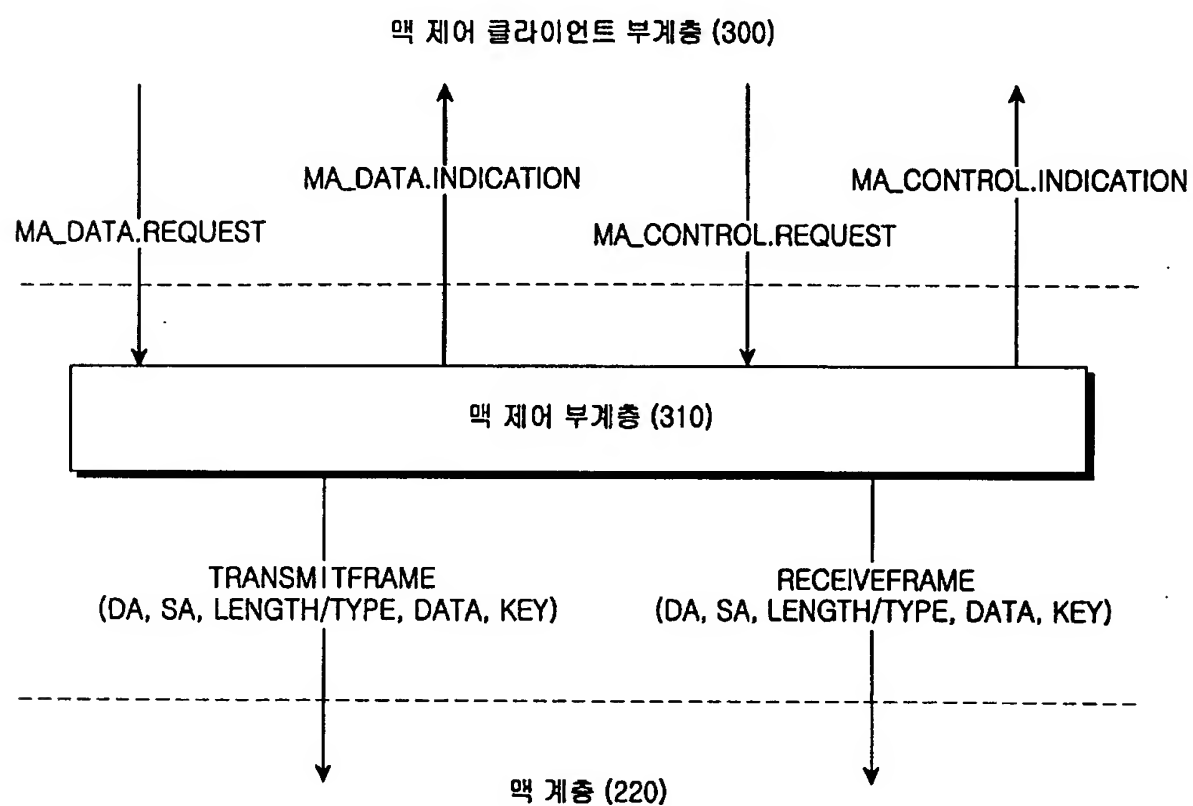 맥 제어 클라이언트 부계층 (300)
MA_DATA.INDICATION
MA_CONTROL.INDICATION
MA_DATA.REQUEST
MA_CONTROL.REQUEST
맥 제어 부계층 (310)
TRANSMITFRAME
(DA, SA, LENGTH/TYPE, DATA, KEY)
RECEIVEFRAME
(DA, SA, LENGTH/TYPE, DATA, KEY)
맥 계층 (220)